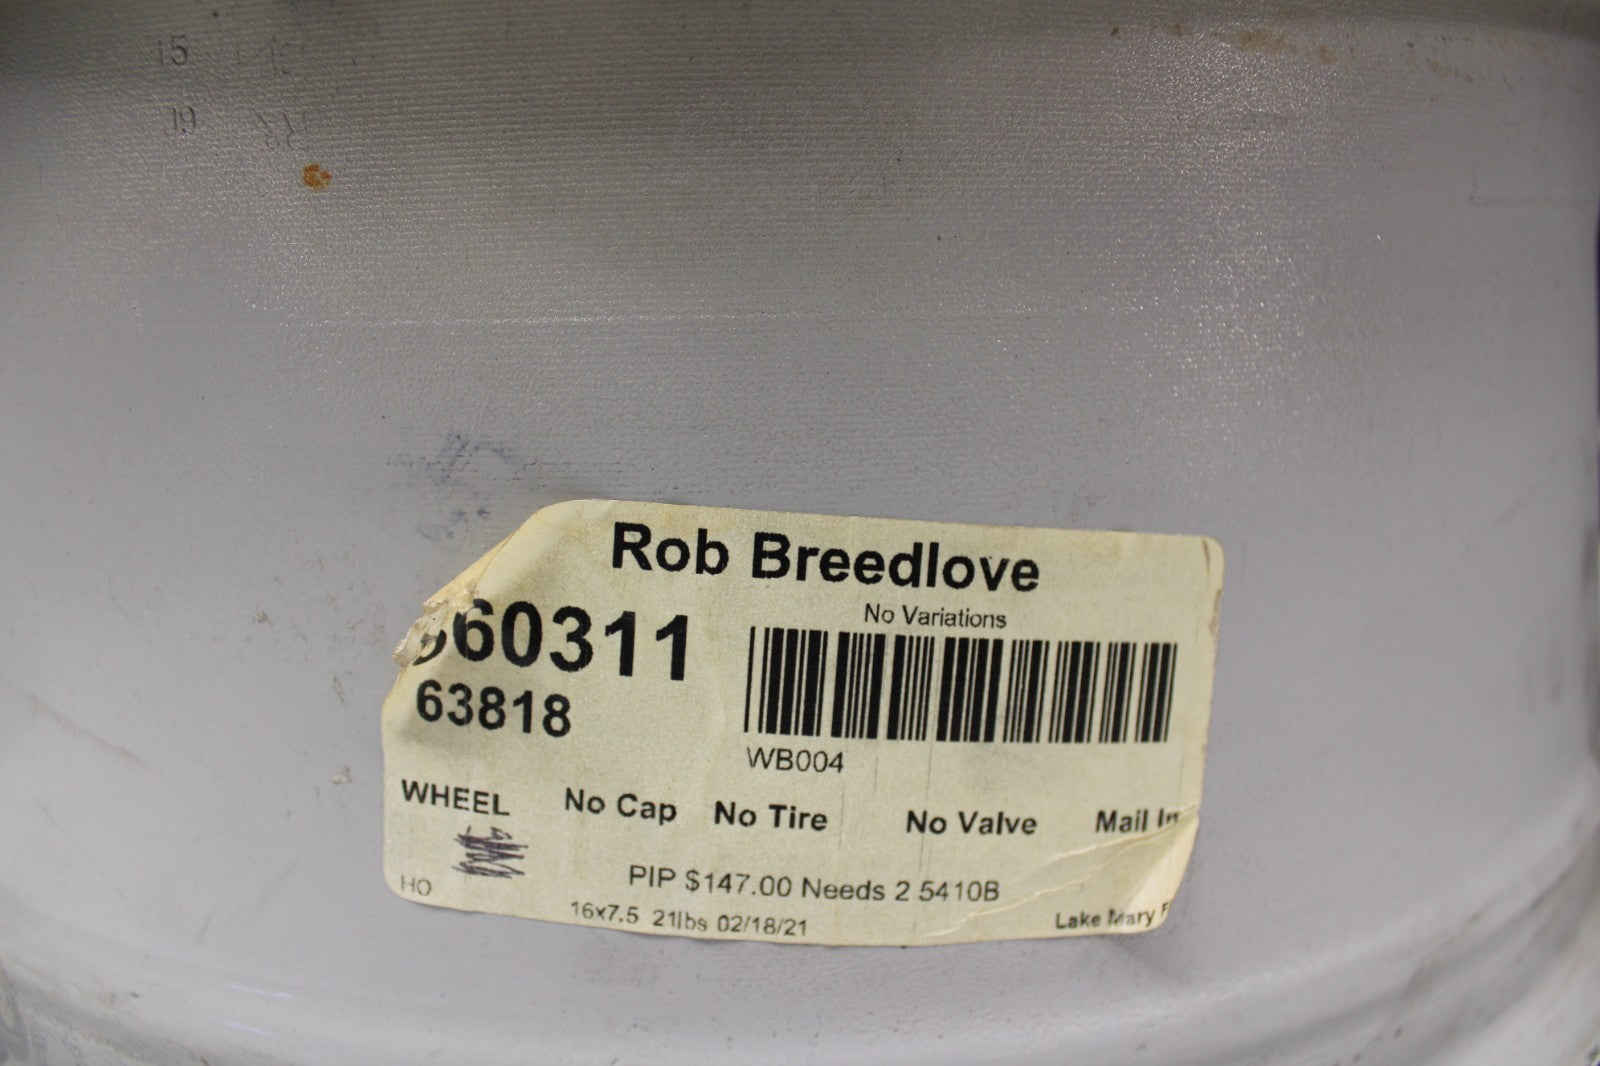 15
Rob Breedlove
60311
No Variations
63818
WB004
WHEEL No Cap No Tire No Valve Mail In
PIP $147.00 Needs 2 5410B
HO
16x7.5 21lbs 02/18/21
Lake Mary F